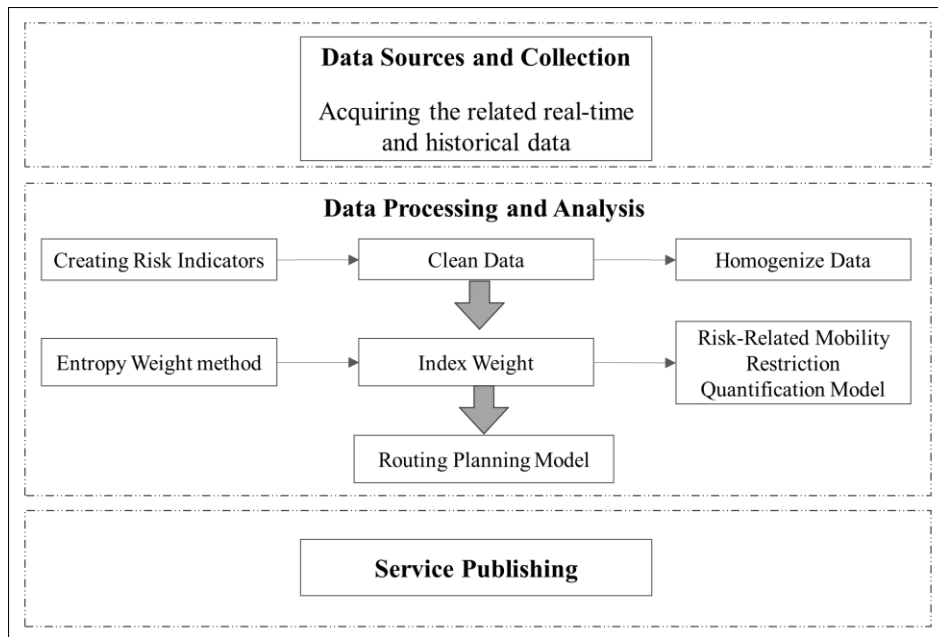 Data Sources and Collection
Acquiring the related real-time
and historical data
Data Processing and Analysis
Creating Risk Indicators
Clean Data
Homogenize Data
Entropy Weight method
Index Weight
Risk-Related Mobility
Restriction
Quantification Model
Routing Planning Model
Service Publishing